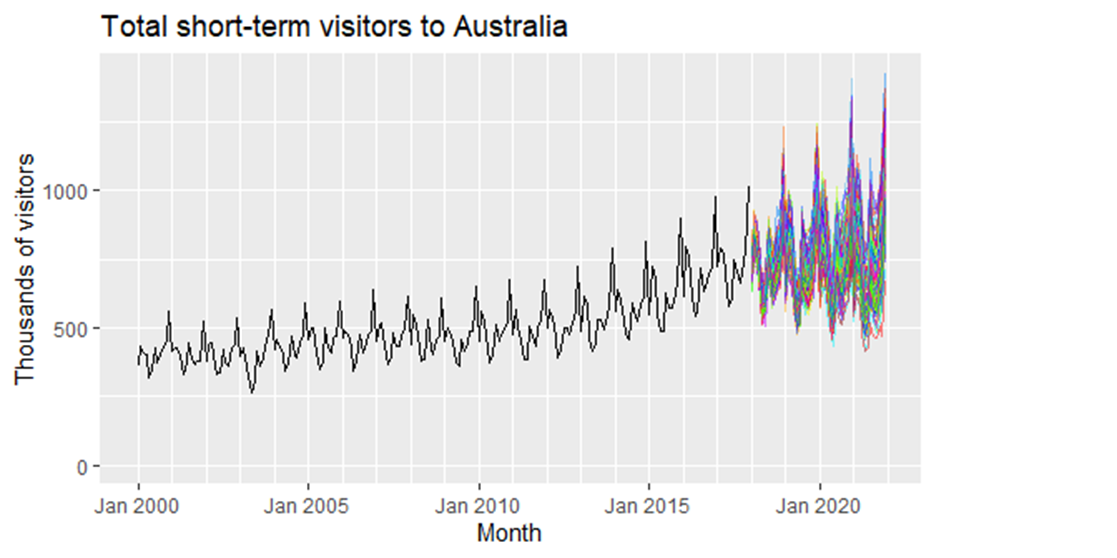 Total short-term visitors to Australia
Thousands of visitors
1000
500
0
Jan 2000
Jan 2005
Jan 2010
Jan 2015
Jan 2020
Month